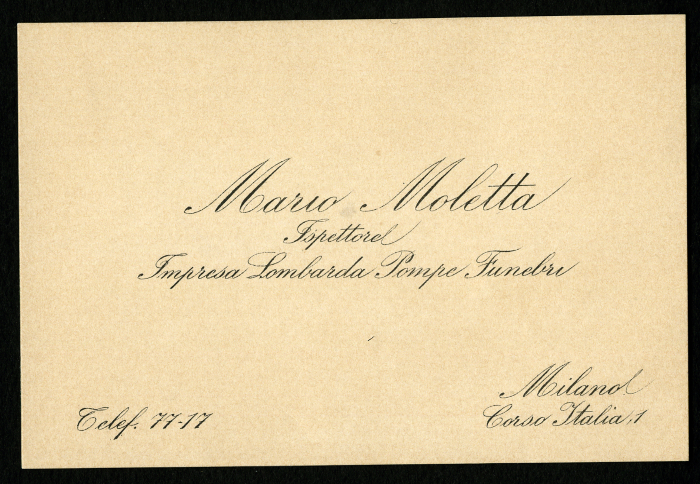 Mario Moletta
Ispettore
Impresa Lombarda Pompe Funebri
Milano
Telef. 77-17
Corso Italia, 1